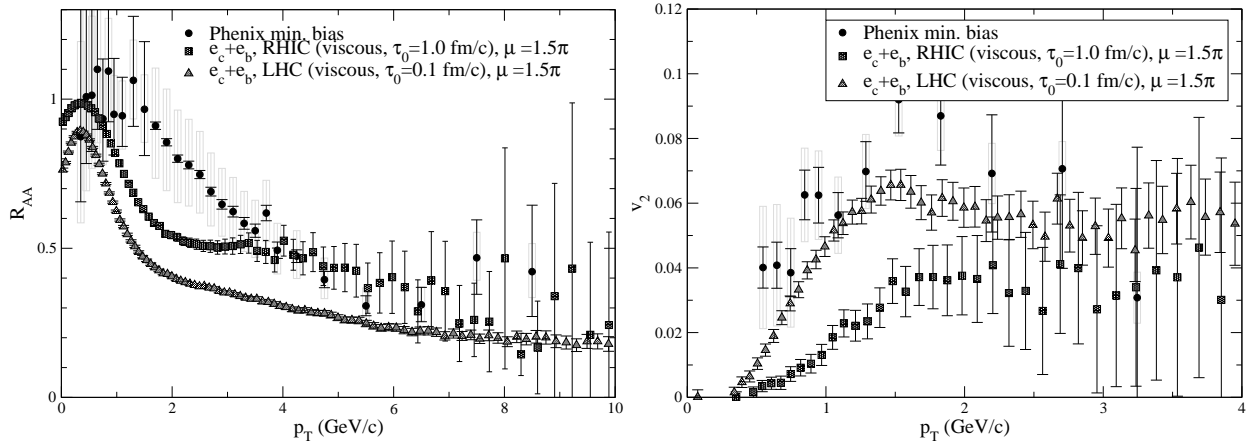 Phenix min. bias
e_c+e_b, RHIC (viscous, τ_0=1.0 fm/c), μ =1.5π
e_c+e_b, LHC (viscous, τ_0=0.1 fm/c), μ =1.5π
1
0.5
0
R_AA
0 2 4 6 8 10
p_T (GeV/c)
0.12
0.1
0.08
0.06
0.04
0.02
0
v_2
Phenix min. bias
e_c+e_b, RHIC (viscous, τ_0=1.0 fm/c), μ =1.5π
e_c+e_b, LHC (viscous, τ_0=0.1 fm/c), μ =1.5π
0 1 2 3 4
p_T (GeV/c)